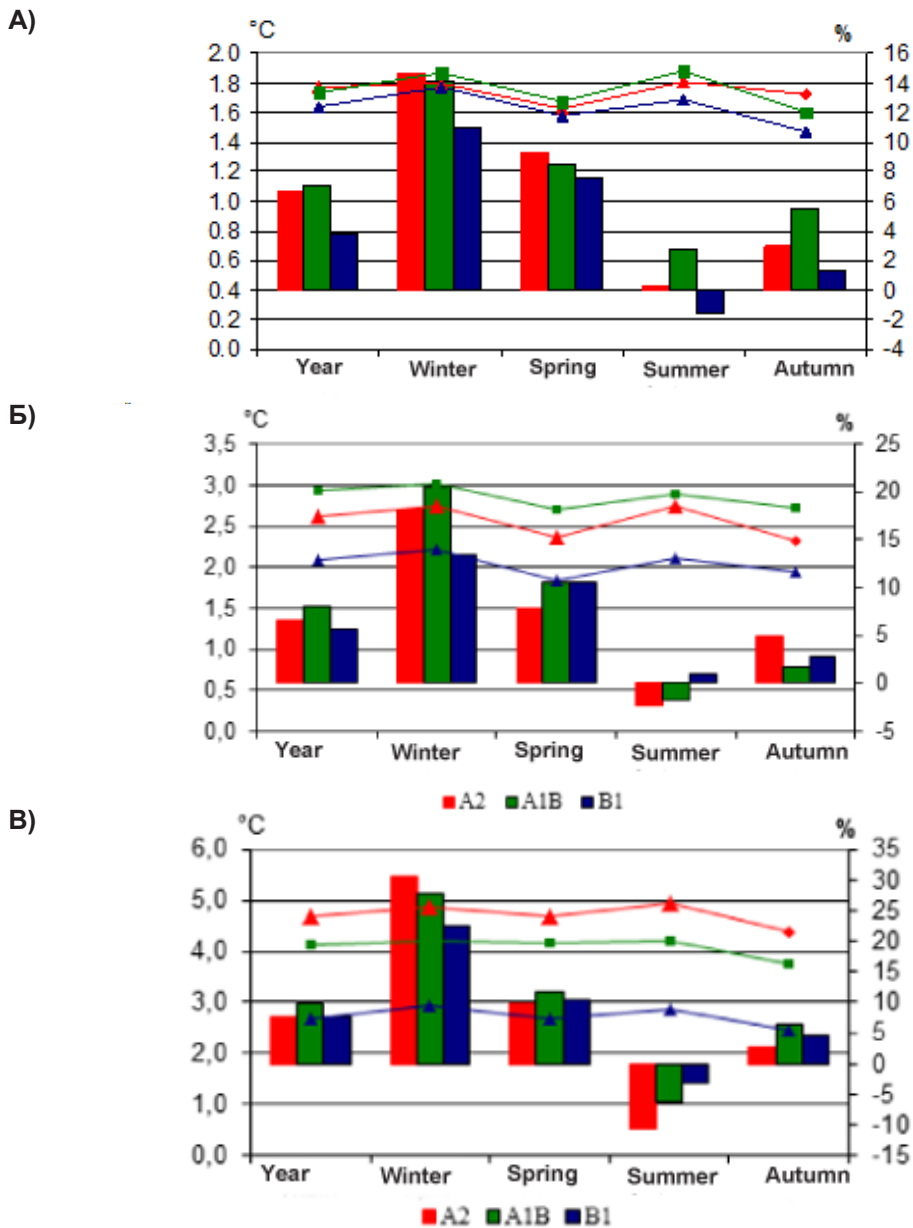 А)
°C %
2.0 16
1.8 14
1.6 12
1.4 10
1.2 8
1.0 6
0.8 4
0.6 2
0.4 0
0.2 -2
0.0 -4
Year Winter Spring Summer Autumn
Б)
°C %
3,5 25
3,0 20
2,5
2,0 15
1,5 10
1,0 5
0,5 0
0,0 -5
Year Winter Spring Summer Autumn
A2 A1B B1
В)
°C %
6,0 35
5,0 30
25
4,0 20
15
3,0 10
5
2,0 0
-5
1,0 -10
0,0 -15
Year Winter Spring Summer Autumn
A2 A1B B1